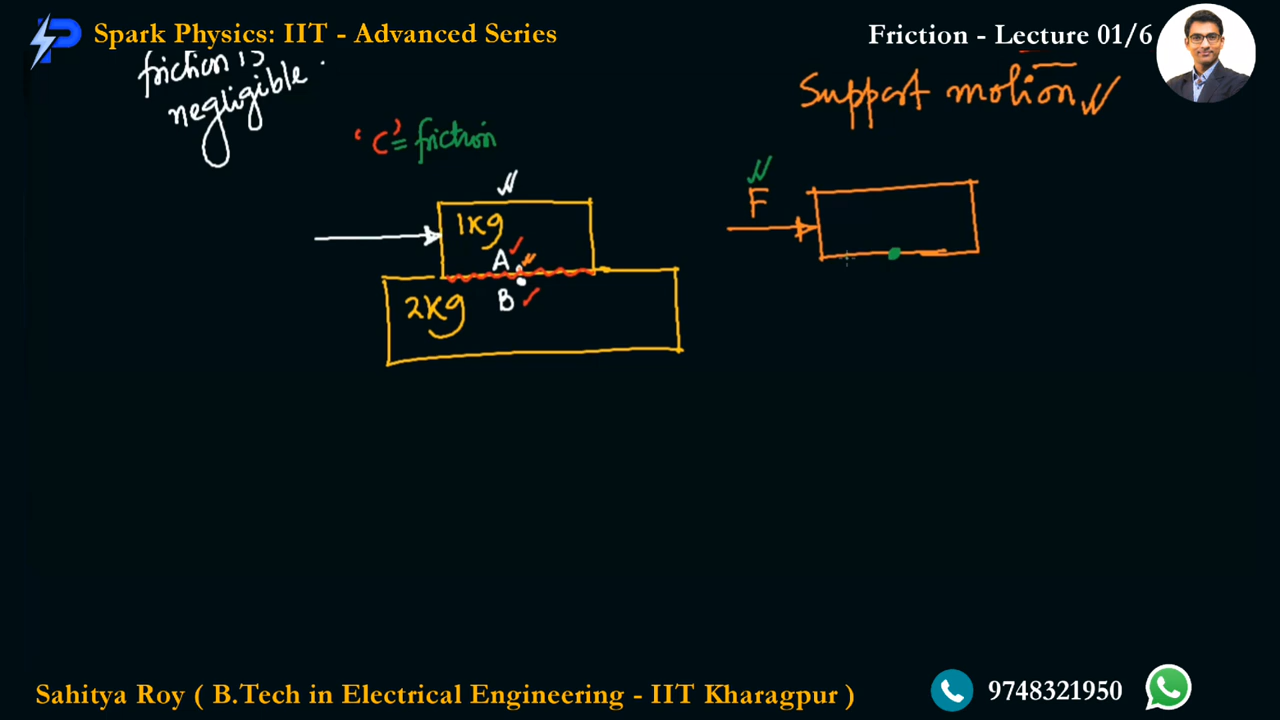 Spark Physics: IIT - Advanced Series
Friction - Lecture 01/6
friction is
negligible.
Support motion
'C' = friction
F
1kg
A
2kg
B
Sahitya Roy ( B.Tech in Electrical Engineering - IIT Kharagpur )
9748321950